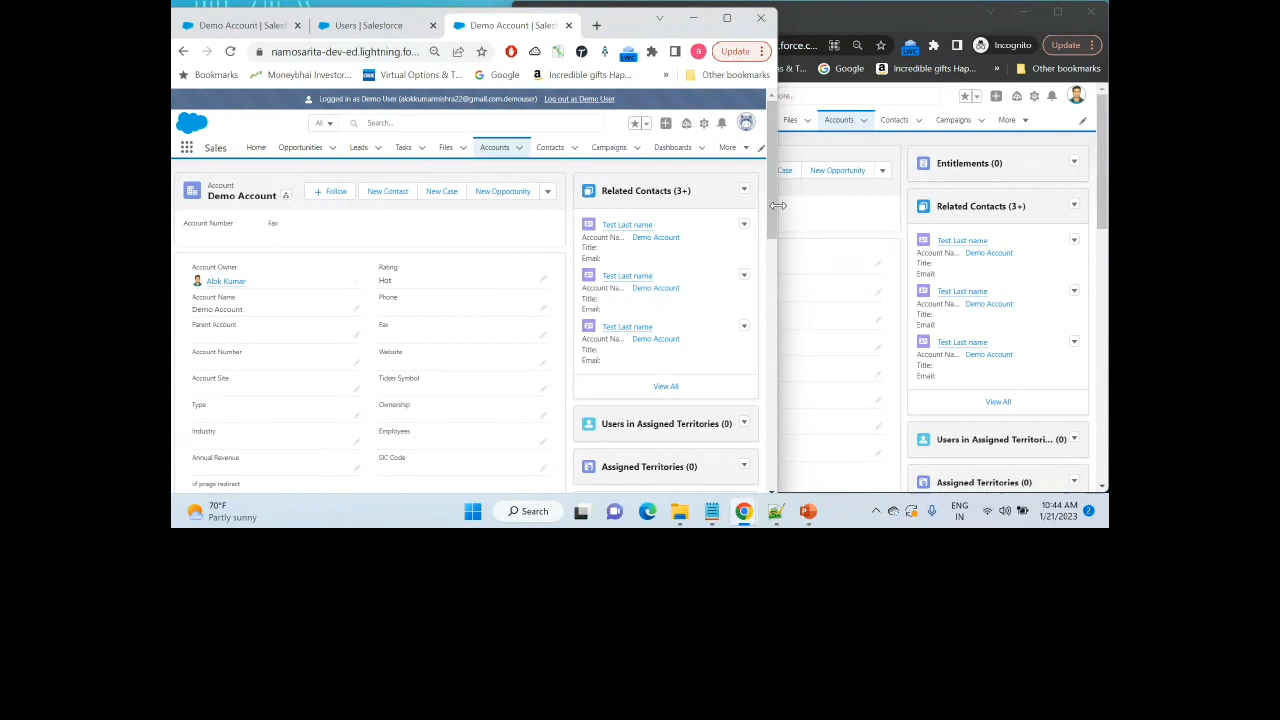 Demo Account | Salesf
Users | Salesforce
Demo Account | Salesf
namosarita-dev-ed.lightning.fo...
Update
Bookmarks
Moneybhai Investor...
Virtual Options & T...
Google
Incredible gifts Hap...
»
Other bookmarks
Logged in as Demo User (alokkumarmishra22@gmail.com.demouser) Log out as Demo User
All
Search...
Sales
Home
Opportunities
Leads
Tasks
Files
Accounts
Contacts
Campaigns
Dashboards
More
Account
Demo Account
+ Follow
New Contact
New Case
New Opportunity
Account Number
Fax
Account Owner
Alok Kumar
Rating
Hot
Account Name
Demo Account
Phone
Parent Account
Fax
Account Number
Website
Account Site
Ticker Symbol
Type
Ownership
Industry
Employees
Annual Revenue
SIC Code
vf prage redirect
Related Contacts (3+)
Test Last name
Account Na... Demo Account
Title:
Email:
Test Last name
Account Na... Demo Account
Title:
Email:
Test Last name
Account Na... Demo Account
Title:
Email:
View All
Users in Assigned Territories (0)
Assigned Territories (0)
force.c...
Incognito
Update
s & T...
Google
Incredible gifts Hap...
»
Other bookmarks
ore...
Files
Accounts
Contacts
Campaigns
More
Case
New Opportunity
Entitlements (0)
Related Contacts (3+)
Test Last name
Account Na... Demo Account
Title:
Email:
Test Last name
Account Na... Demo Account
Title:
Email:
Test Last name
Account Na... Demo Account
Title:
Email:
View All
Users in Assigned Territori... (0)
Assigned Territories (0)
70°F
Partly sunny
Search
ENG
IN
10:44 AM
1/21/2023
2